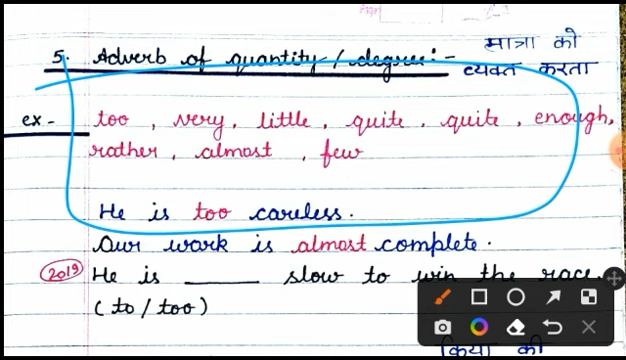 5. Adverb of quantity / degree :-
मात्रा को
व्यक्त करता
ex- too , very , little , quite , quite , enough,
rather , almost , few
He is too careless.
Our work is almost complete.
2019 He is _____ slow to win the race.
( to / too )
क्रिया की